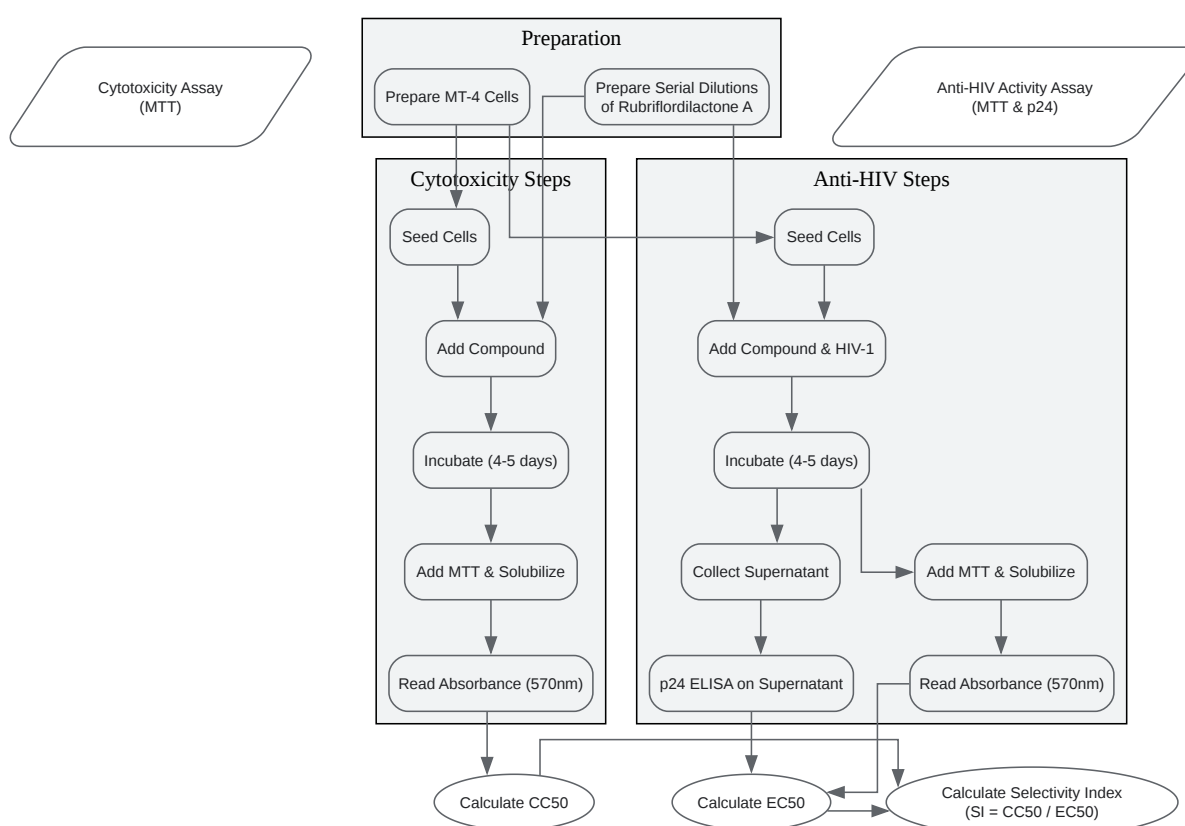 Preparation
Cytotoxicity Assay
(MTT)
Prepare MT-4 Cells
Prepare Serial Dilutions
of Rubriflordilactone A
Anti-HIV Activity Assay
(MTT & p24)
Cytotoxicity Steps
Anti-HIV Steps
Seed Cells
Seed Cells
Add Compound
Add Compound & HIV-1
Incubate (4-5 days)
Incubate (4-5 days)
Add MTT & Solubilize
Collect Supernatant
Add MTT & Solubilize
Read Absorbance (570nm)
p24 ELISA on Supernatant
Read Absorbance (570nm)
Calculate CC50
Calculate EC50
Calculate Selectivity Index
(SI = CC50 / EC50)